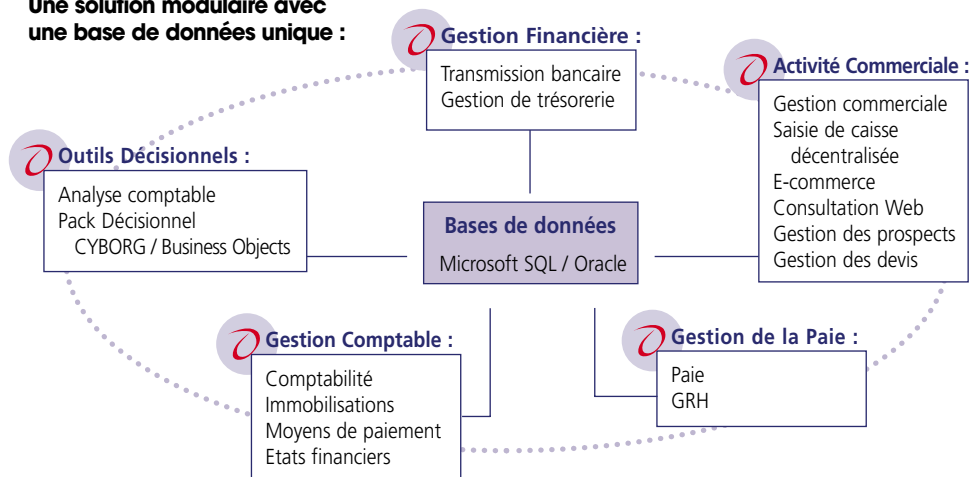 Une solution modulaire avec
une base de données unique :
Gestion Financière :
Transmission bancaire
Gestion de trésorerie
Activité Commerciale :
Gestion commerciale
Saisie de caisse
décentralisée
E-commerce
Consultation Web
Gestion des prospects
Gestion des devis
Outils Décisionnels :
Analyse comptable
Pack Décisionnel
CYBORG / Business Objects
Bases de données
Microsoft SQL / Oracle
Gestion Comptable :
Comptabilité
Immobilisations
Moyens de paiement
Etats financiers
Gestion de la Paie :
Paie
GRH